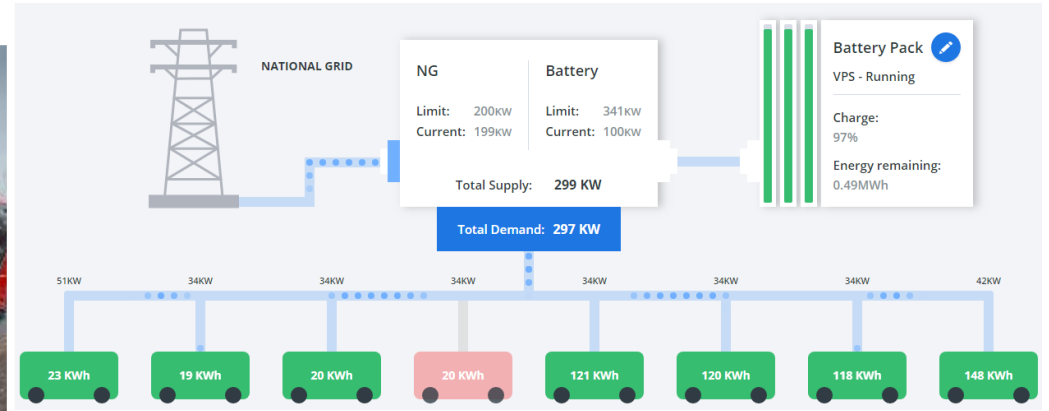 NATIONAL GRID
NG
Limit: 200KW
Current: 199KW
Battery
Limit: 341KW
Current: 100KW
Total Supply: 299 KW
Total Demand: 297 KW
Battery Pack
VPS - Running
Charge:
97%
Energy remaining:
0.49MWh
51KW 34KW 34KW 34KW 34KW 34KW 34KW 42KW
23 KWh 19 KWh 20 KWh 20 KWh 121 KWh 120 KWh 118 KWh 148 KWh